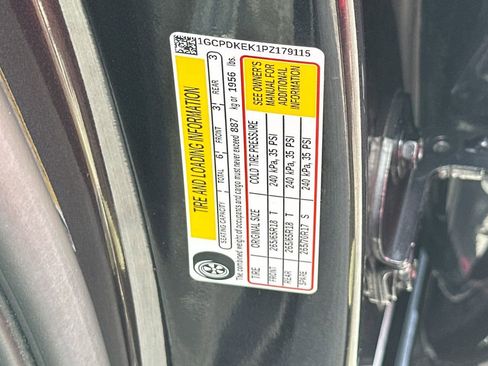 1GCPDKEK1PZ179115
TIRE AND LOADING INFORMATION
SEATING CAPACITY TOTAL 6 FRONT 3 REAR 3
The combined weight of occupants and cargo must never exceed 887 kg or 1956 lbs.
TIRE ORIGINAL SIZE COLD TIRE PRESSURE
FRONT 265/65R18 T 240 kPa, 35 PSI
REAR 265/65R18 T 240 kPa, 35 PSI
SPARE 265/70R17 S 240 kPa, 35 PSI
SEE OWNER'S
MANUAL FOR
ADDITIONAL
INFORMATION